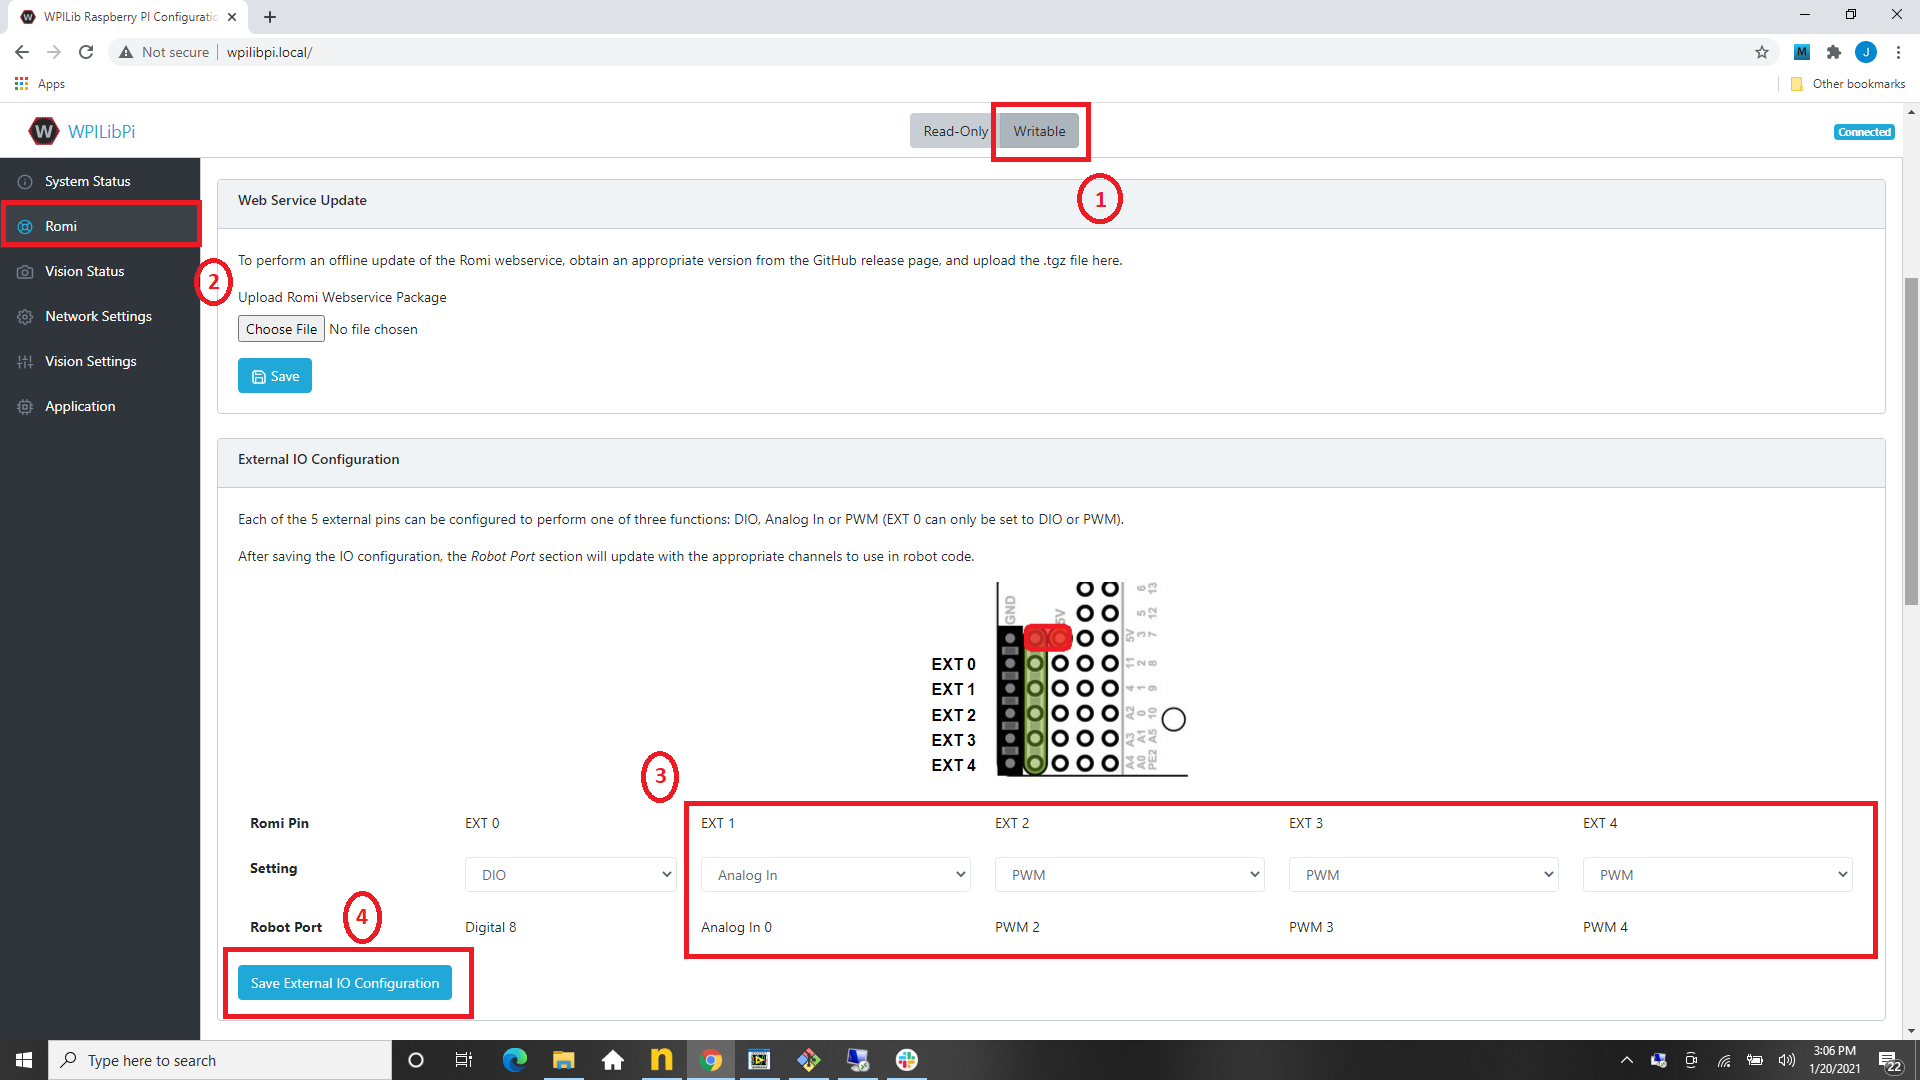 WPILib Raspberry PI Configuratio
Not secure
wpilibpi.local/
M
J
Apps
Other bookmarks
W WPILibPi
Read-Only
Writable
Connected
1
System Status
Romi
Vision Status
Network Settings
Vision Settings
Application
2
Web Service Update
To perform an offline update of the Romi webservice, obtain an appropriate version from the GitHub release page, and upload the .tgz file here.
Upload Romi Webservice Package
Choose File No file chosen
Save
External IO Configuration
Each of the 5 external pins can be configured to perform one of three functions: DIO, Analog In or PWM (EXT 0 can only be set to DIO or PWM).
After saving the IO configuration, the Robot Port section will update with the appropriate channels to use in robot code.
GND
5V
6 13
5 12
5V 3 7
EXT 0
11 2 8
EXT 1
4 1 9
EXT 2
A2 0 10
EXT 3
A3 A1 A5
EXT 4
A4 A0 PE2
3
Romi Pin EXT 0 EXT 1 EXT 2 EXT 3 EXT 4
Setting DIO Analog In PWM PWM PWM
4
Robot Port Digital 8 Analog In 0 PWM 2 PWM 3 PWM 4
Save External IO Configuration
Type here to search
n
3:06 PM
1/20/2021
22